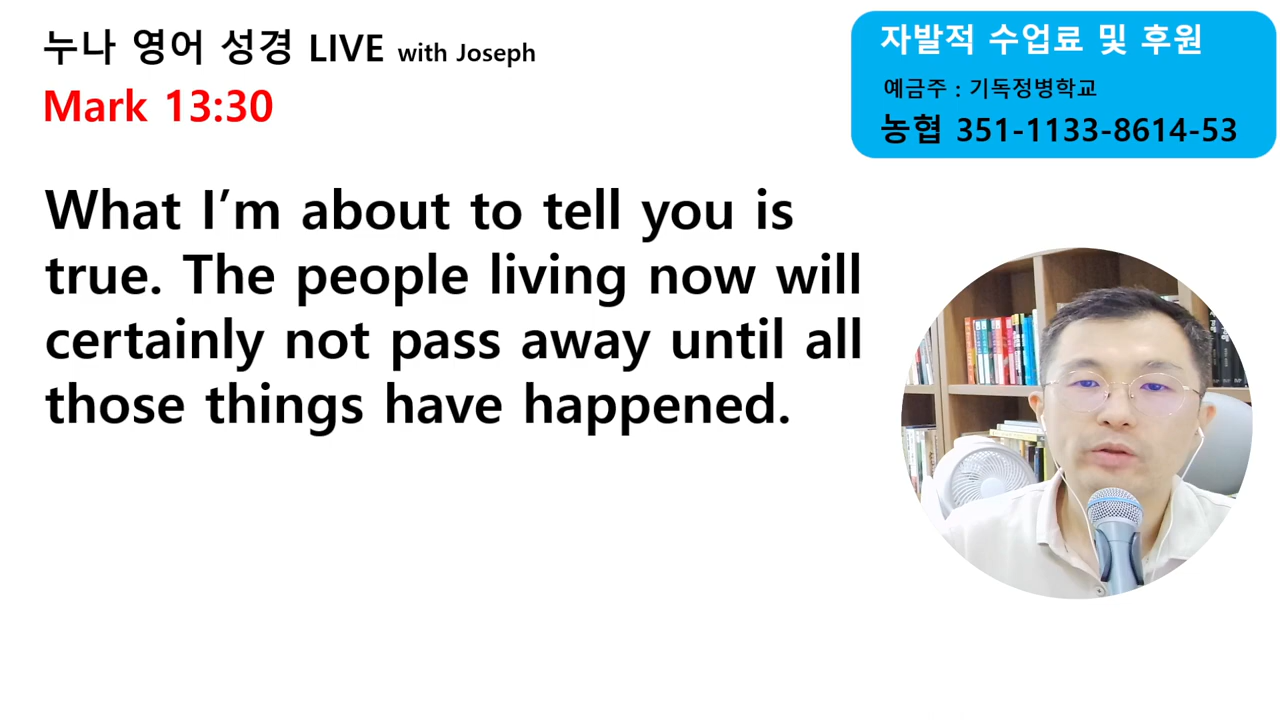 누나 영어 성경 LIVE with Joseph
Mark 13:30
자발적 수업료 및 후원
예금주 : 기독정병학교
농협 351-1133-8614-53
What I’m about to tell you is
true. The people living now will
certainly not pass away until all
those things have happened.